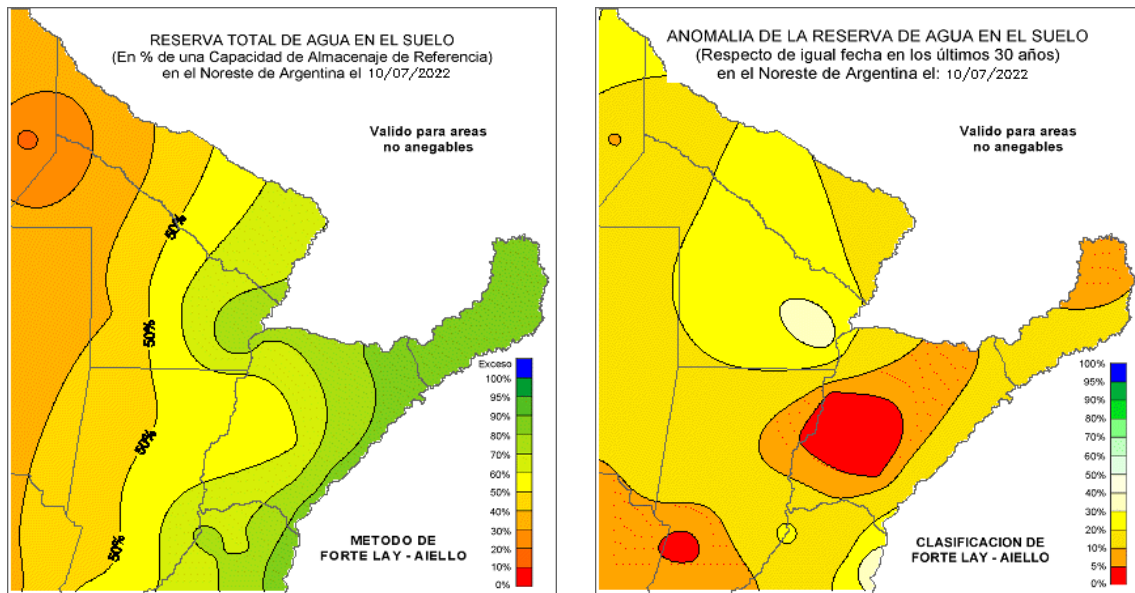 RESERVA TOTAL DE AGUA EN EL SUELO
(En % de una Capacidad de Almacenaje de Referencia)
en el Noreste de Argentina el 10/07/2022
Valido para areas
no anegables
50%
50%
50%
50%
Exceso
100%
95%
90%
80%
70%
60%
50%
40%
30%
20%
10%
0%
METODO DE
FORTE LAY - AIELLO
ANOMALIA DE LA RESERVA DE AGUA EN EL SUELO
(Respecto de igual fecha en los últimos 30 años)
en el Noreste de Argentina el: 10/07/2022
Valido para areas
no anegables
100%
95%
90%
80%
70%
60%
50%
40%
30%
20%
10%
5%
0%
CLASIFICACION DE
FORTE LAY - AIELLO